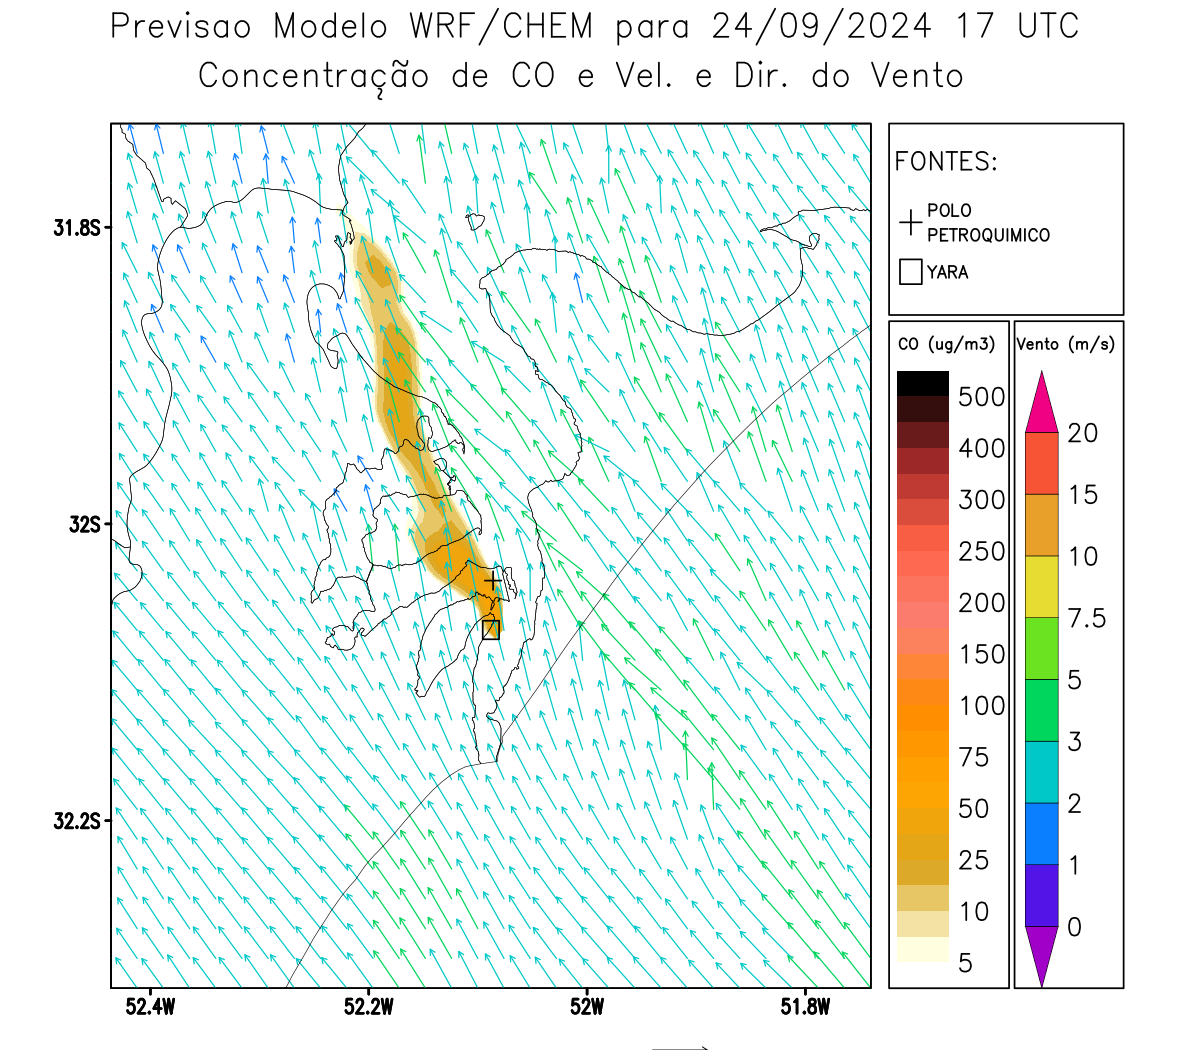 Previsao Modelo WRF/CHEM para 24/09/2024 17 UTC
Concentração de CO e Vel. e Dir. do Vento
FONTES:
POLO
PETROQUIMICO
YARA
31.8S
32S
32.2S
52.4W
52.2W
52W
51.8W
CO (ug/m3)
500
400
300
250
200
150
100
75
50
25
10
5
Vento (m/s)
20
15
10
7.5
5
3
2
1
0